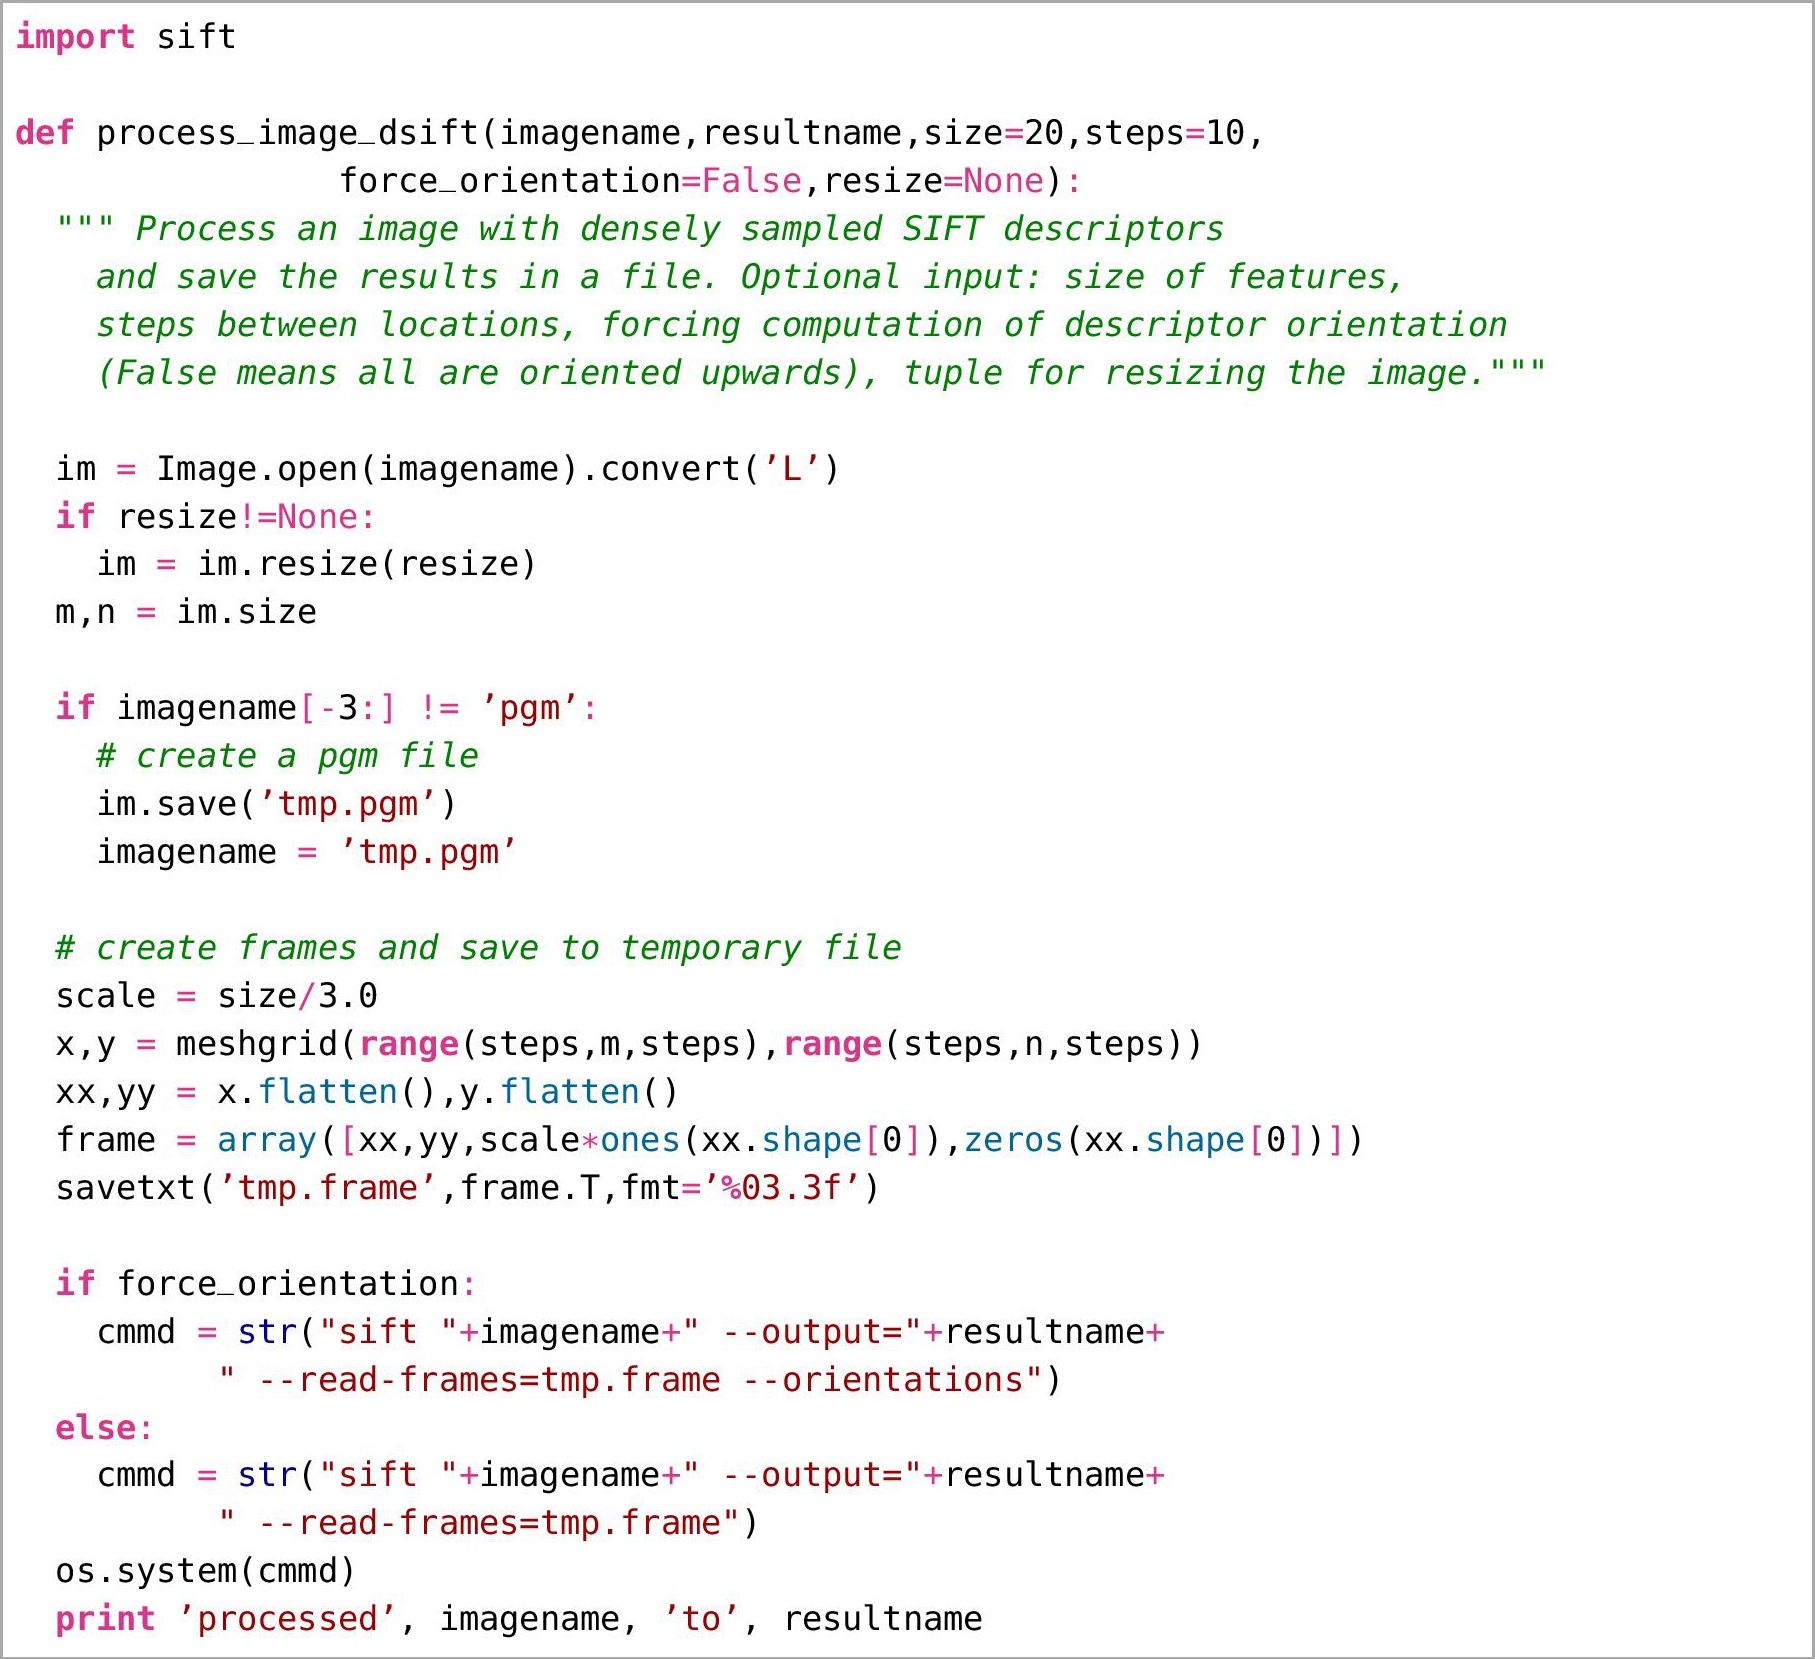 import sift

def process_image_dsift(imagename,resultname,size=20,steps=10,
                force_orientation=False,resize=None):
  """ Process an image with densely sampled SIFT descriptors
    and save the results in a file. Optional input: size of features,
    steps between locations, forcing computation of descriptor orientation
    (False means all are oriented upwards), tuple for resizing the image."""

  im = Image.open(imagename).convert(’L’)
  if resize!=None:
    im = im.resize(resize)
  m,n = im.size

  if imagename[-3:] != ’pgm’:
    # create a pgm file
    im.save(’tmp.pgm’)
    imagename = ’tmp.pgm’

  # create frames and save to temporary file
  scale = size/3.0
  x,y = meshgrid(range(steps,m,steps),range(steps,n,steps))
  xx,yy = x.flatten(),y.flatten()
  frame = array([xx,yy,scale*ones(xx.shape[0]),zeros(xx.shape[0])])
  savetxt(’tmp.frame’,frame.T,fmt=’%03.3f’)

  if force_orientation:
    cmmd = str("sift "+imagename+" --output="+resultname+
          " --read-frames=tmp.frame --orientations")
  else:
    cmmd = str("sift "+imagename+" --output="+resultname+
          " --read-frames=tmp.frame")
  os.system(cmmd)
  print ’processed’, imagename, ’to’, resultname